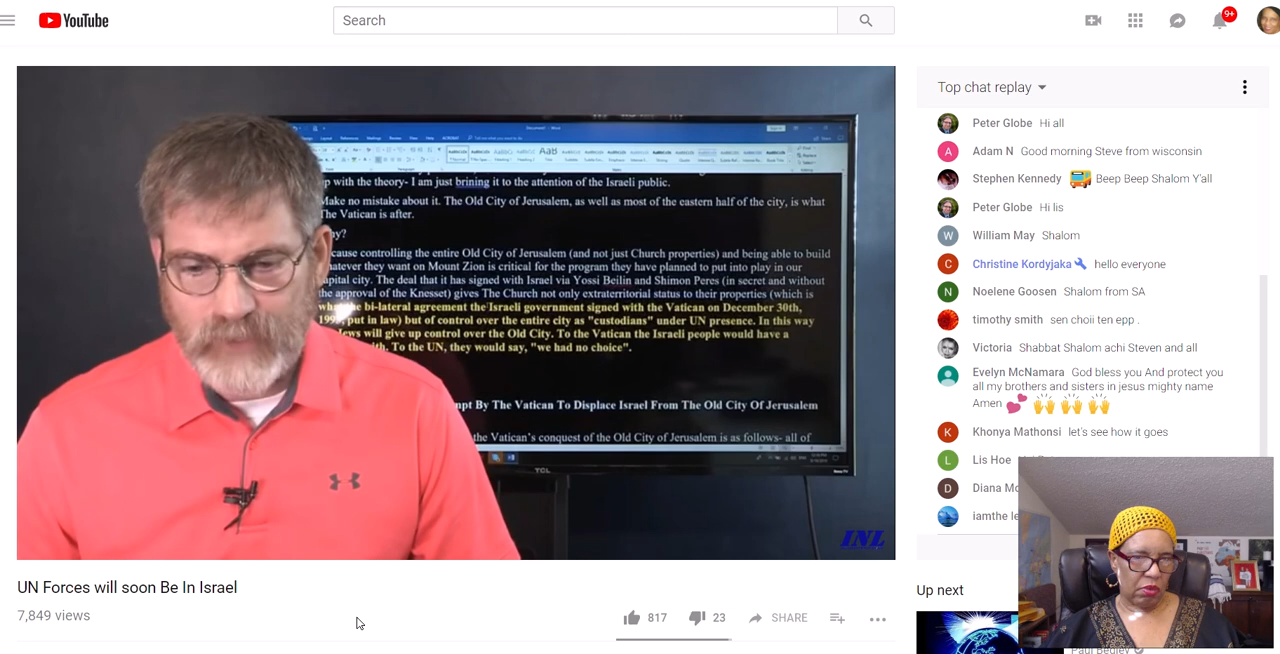 YouTube
Search
9+
Top chat replay
Peter Globe Hi all
Adam N Good morning Steve from wisconsin
Stephen Kennedy Beep Beep Shalom Y'all
Peter Globe Hi lis
William May Shalom
Christine Kordyjaka hello everyone
Noelene Goosen Shalom from SA
timothy smith sen choii ten epp .
Victoria Shabbat Shalom achi Steven and all
Evelyn McNamara God bless you And protect you
all my brothers and sisters in jesus mighty name
Amen
Khonya Mathonsi let's see how it goes
Lis Hoe
Diana Mc
iamthe le
p with the theory- I am just brining it to the attention of the Israeli public.
Make no mistake about it. The Old City of Jerusalem, as well as most of the eastern half of the city, is what
The Vatican is after.
hy?
cause controlling the entire Old City of Jerusalem (and not just Church properties) and being able to build
hatever they want on Mount Zion is critical for the program they have planned to put into play in our
apital city. The deal that it has signed with Israel via Yossi Beilin and Shimon Peres (in secret and without
the approval of the Knesset) gives The Church not only extraterritorial status to their properties (which is
the bi-lateral agreement the Israeli government signed with the Vatican on December 30th,
put in law) but of control over the entire city as "custodians" under UN presence. In this way
ews will give up control over the Old City. To the Vatican the Israeli people would have a
ith. To the UN, they would say, "we had no choice".
mpt By The Vatican To Displace Israel From The Old City Of Jerusalem
the Vatican's conquest of the Old City of Jerusalem is as follows- all of
TCL
INL
UN Forces will soon Be In Israel
7,849 views
817
23
SHARE
Up next
Paul Begley